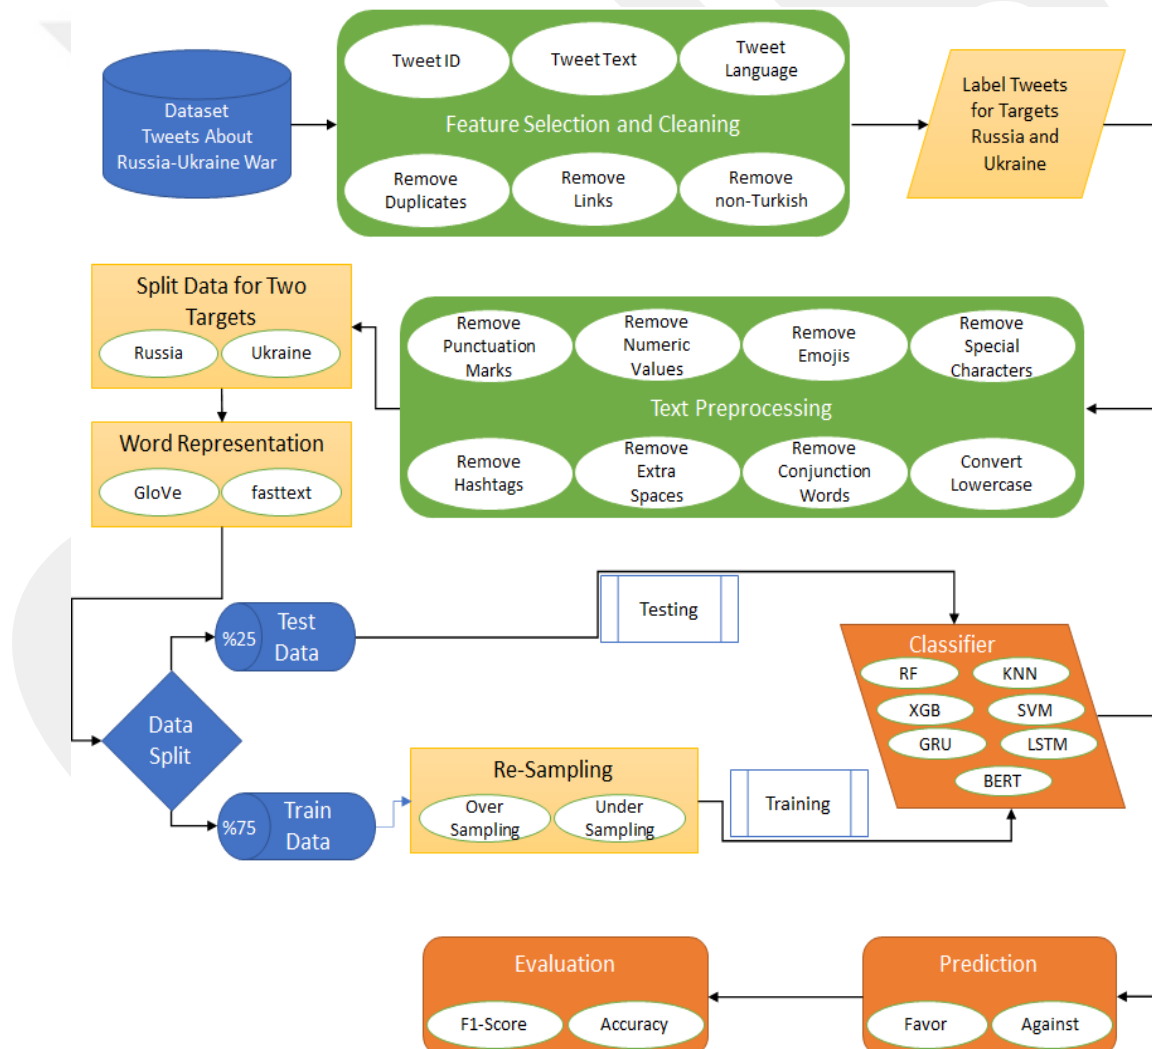 Dataset
Tweets About
Russia-Ukraine War
Tweet ID
Tweet Text
Tweet
Language
Feature Selection and Cleaning
Remove
Duplicates
Remove
Links
Remove
non-Turkish
Label Tweets
for Targets
Russia and
Ukraine
Remove
Punctuation
Marks
Remove
Numeric
Values
Remove
Emojis
Remove
Special
Characters
Text Preprocessing
Remove
Hashtags
Remove
Extra
Spaces
Remove
Conjunction
Words
Convert
Lowercase
Split Data for Two
Targets
Russia
Ukraine
Word Representation
GloVe
fasttext
Data
Split
%25
Test
Data
Testing
%75
Train
Data
Re-Sampling
Over
Sampling
Under
Sampling
Training
Classifier
RF
KNN
XGB
SVM
GRU
LSTM
BERT
Prediction
Favor
Against
Evaluation
F1-Score
Accuracy